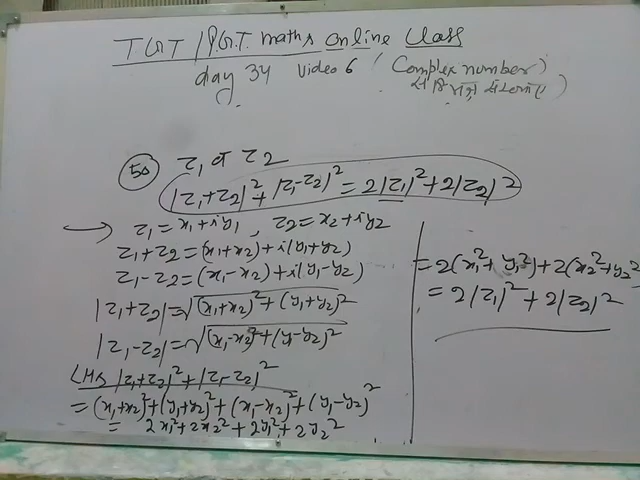 TGT / P.G.T. maths online Class
day 34 video 6 ( Complex number)
(50) z₁ z₂
|z₁+z₂|²+|z₁-z₂|²=2|z₁|²+2|z₂|²
→ z₁=x₁+iy₁, z₂=x₂+iy₂
z₁+z₂=(x₁+x₂)+i(y₁+y₂)
z₁-z₂=(x₁-x₂)+i(y₁-y₂)
|z₁+z₂|=√(x₁+x₂)²+(y₁+y₂)²
|z₁-z₂|=√(x₁-x₂)²+(y₁-y₂)²
LHS |z₁+z₂|²+|z₁-z₂|²
=(x₁+x₂)²+(y₁+y₂)²+(x₁-x₂)²+(y₁-y₂)²
= 2x₁²+2x₂²+2y₁²+2y₂²
=2(x₁²+y₁²)+2(x₂²+y₂²
=2|z₁|²+2|z₂|²